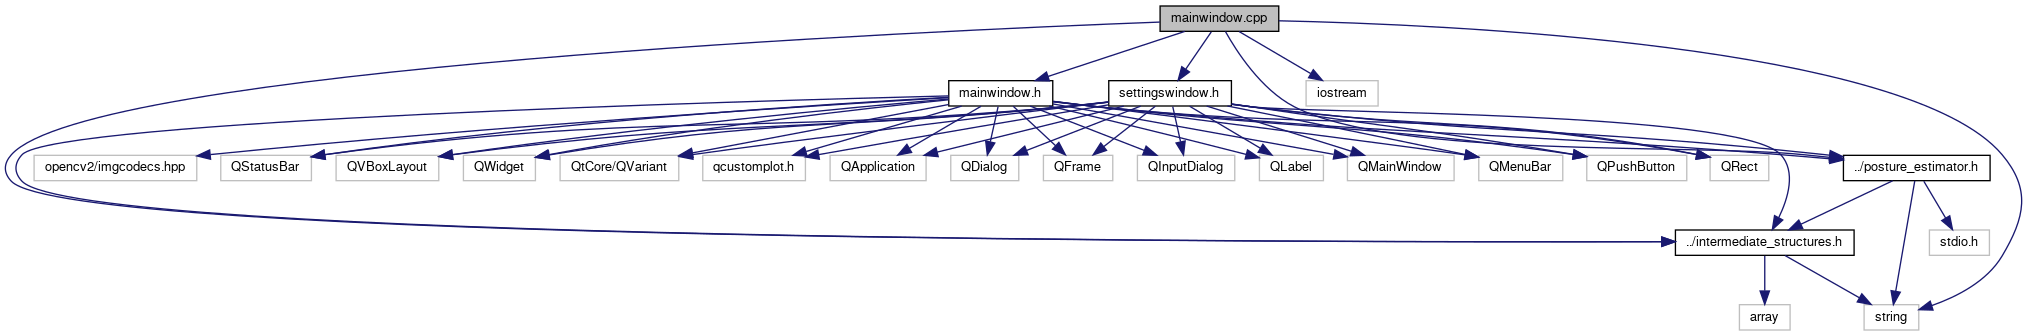 mainwindow.cpp
mainwindow.h
settingswindow.h
iostream
opencv2/imgcodecs.hpp
QStatusBar
QVBoxLayout
QWidget
QtCore/QVariant
qcustomplot.h
QApplication
QDialog
QFrame
QInputDialog
QLabel
QMainWindow
QMenuBar
QPushButton
QRect
../posture_estimator.h
../intermediate_structures.h
stdio.h
array
string